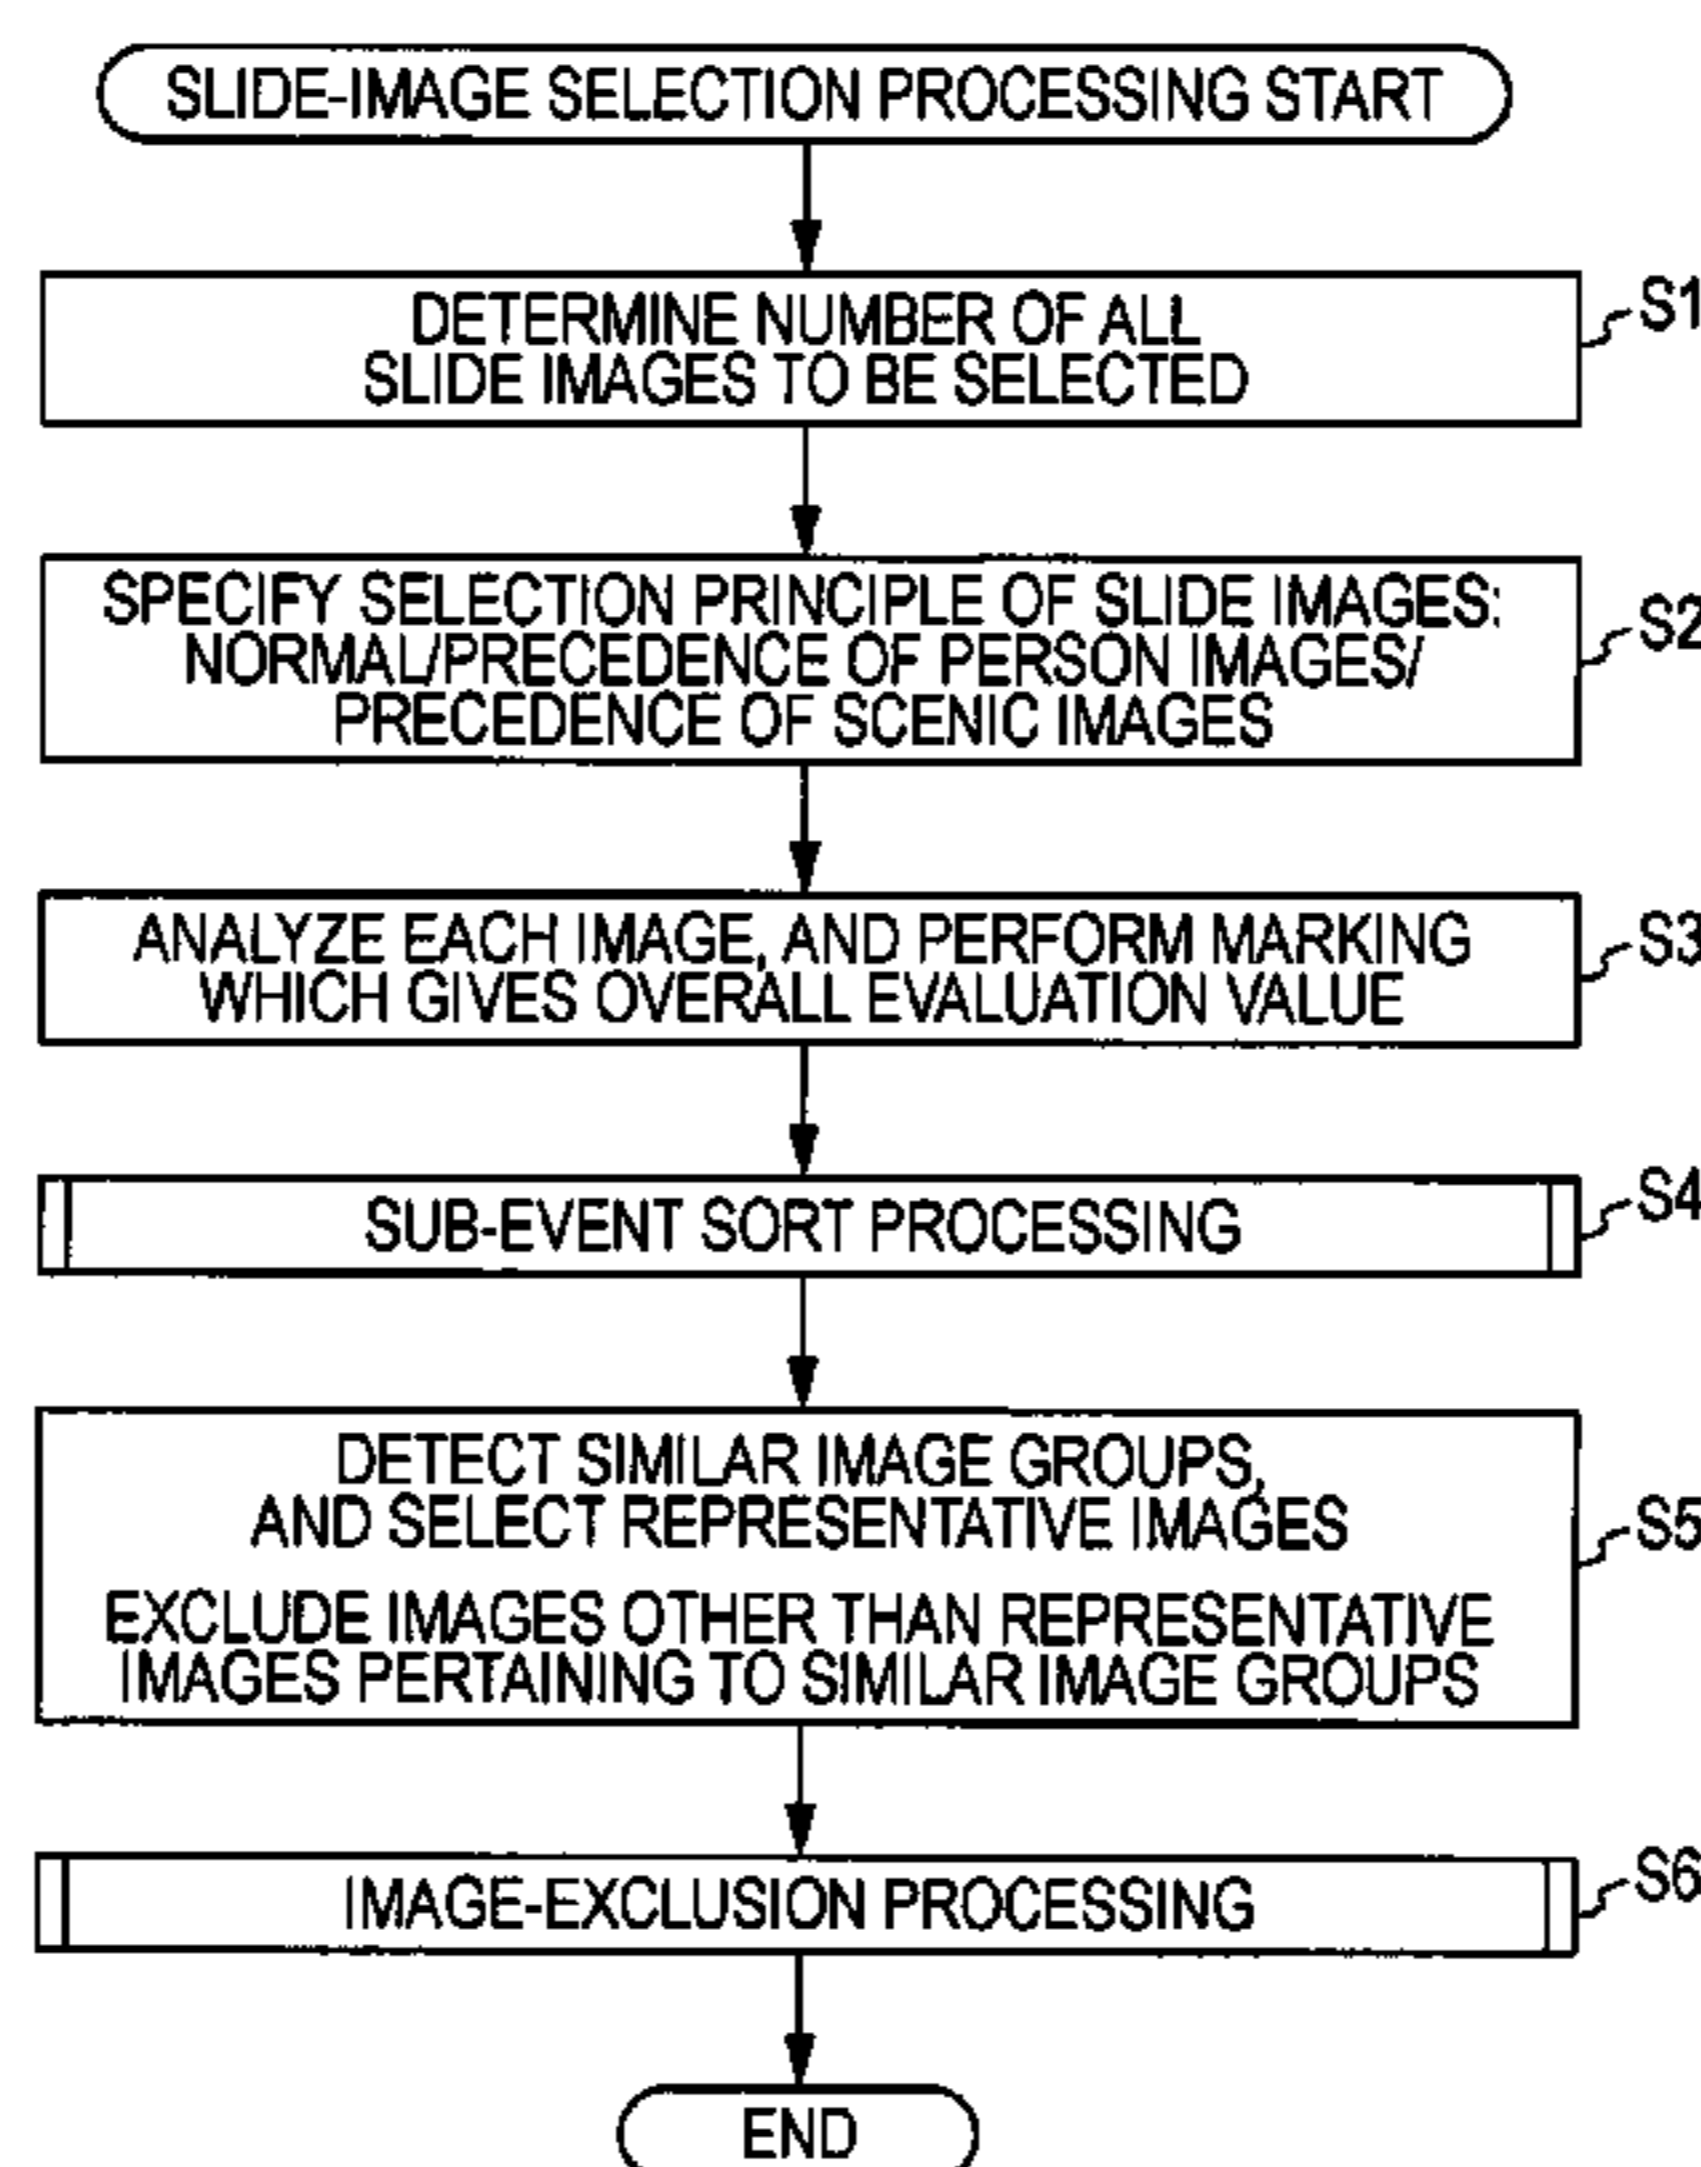 SLIDE-IMAGE SELECTION PROCESSING START
DETERMINE NUMBER OF ALL
SLIDE IMAGES TO BE SELECTED
S1
SPECIFY SELECTION PRINCIPLE OF SLIDE IMAGES:
NORMAL/PRECEDENCE OF PERSON IMAGES/
PRECEDENCE OF SCENIC IMAGES
S2
ANALYZE EACH IMAGE, AND PERFORM MARKING
WHICH GIVES OVERALL EVALUATION VALUE
S3
SUB-EVENT SORT PROCESSING
S4
DETECT SIMILAR IMAGE GROUPS,
AND SELECT REPRESENTATIVE IMAGES
EXCLUDE IMAGES OTHER THAN REPRESENTATIVE
IMAGES PERTAINING TO SIMILAR IMAGE GROUPS
S5
IMAGE-EXCLUSION PROCESSING
S6
END